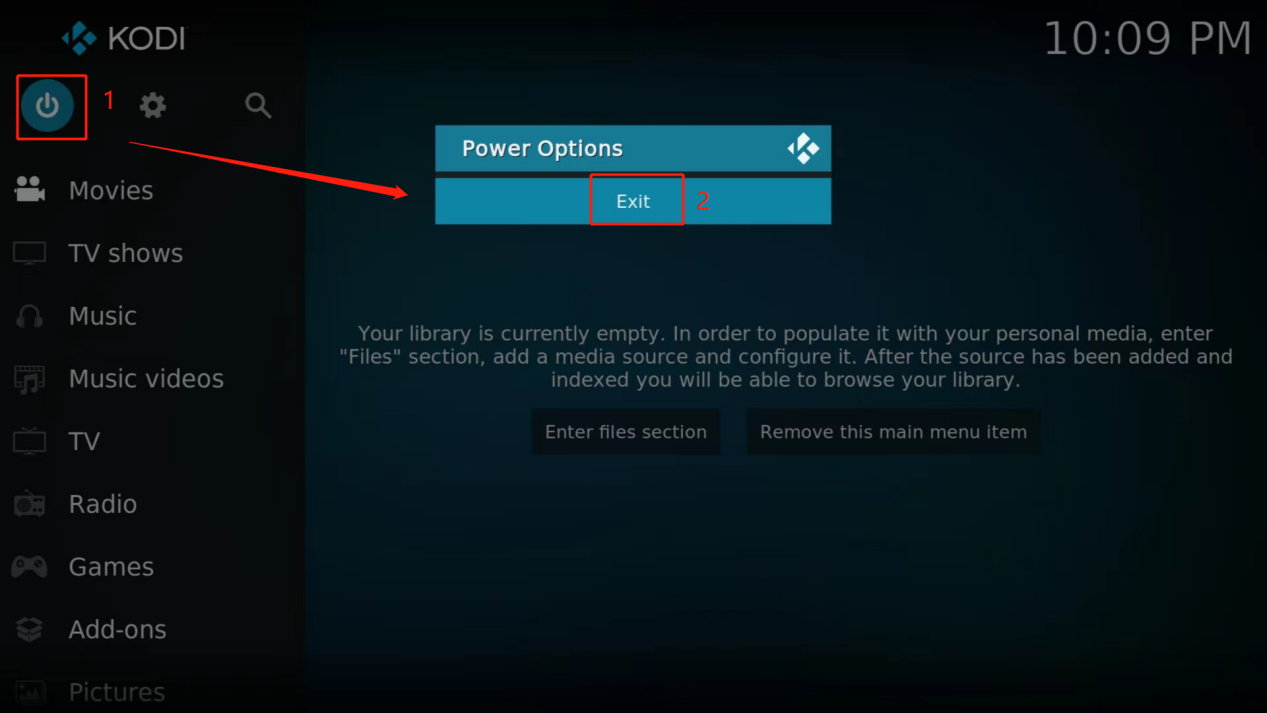 KODI
10:09 PM
1
Power Options
Exit
2
Movies
TV shows
Music
Music videos
TV
Radio
Games
Add-ons
Pictures
Your library is currently empty. In order to populate it with your personal media, enter
"Files" section, add a media source and configure it. After the source has been added and
indexed you will be able to browse your library.
Enter files section
Remove this main menu item